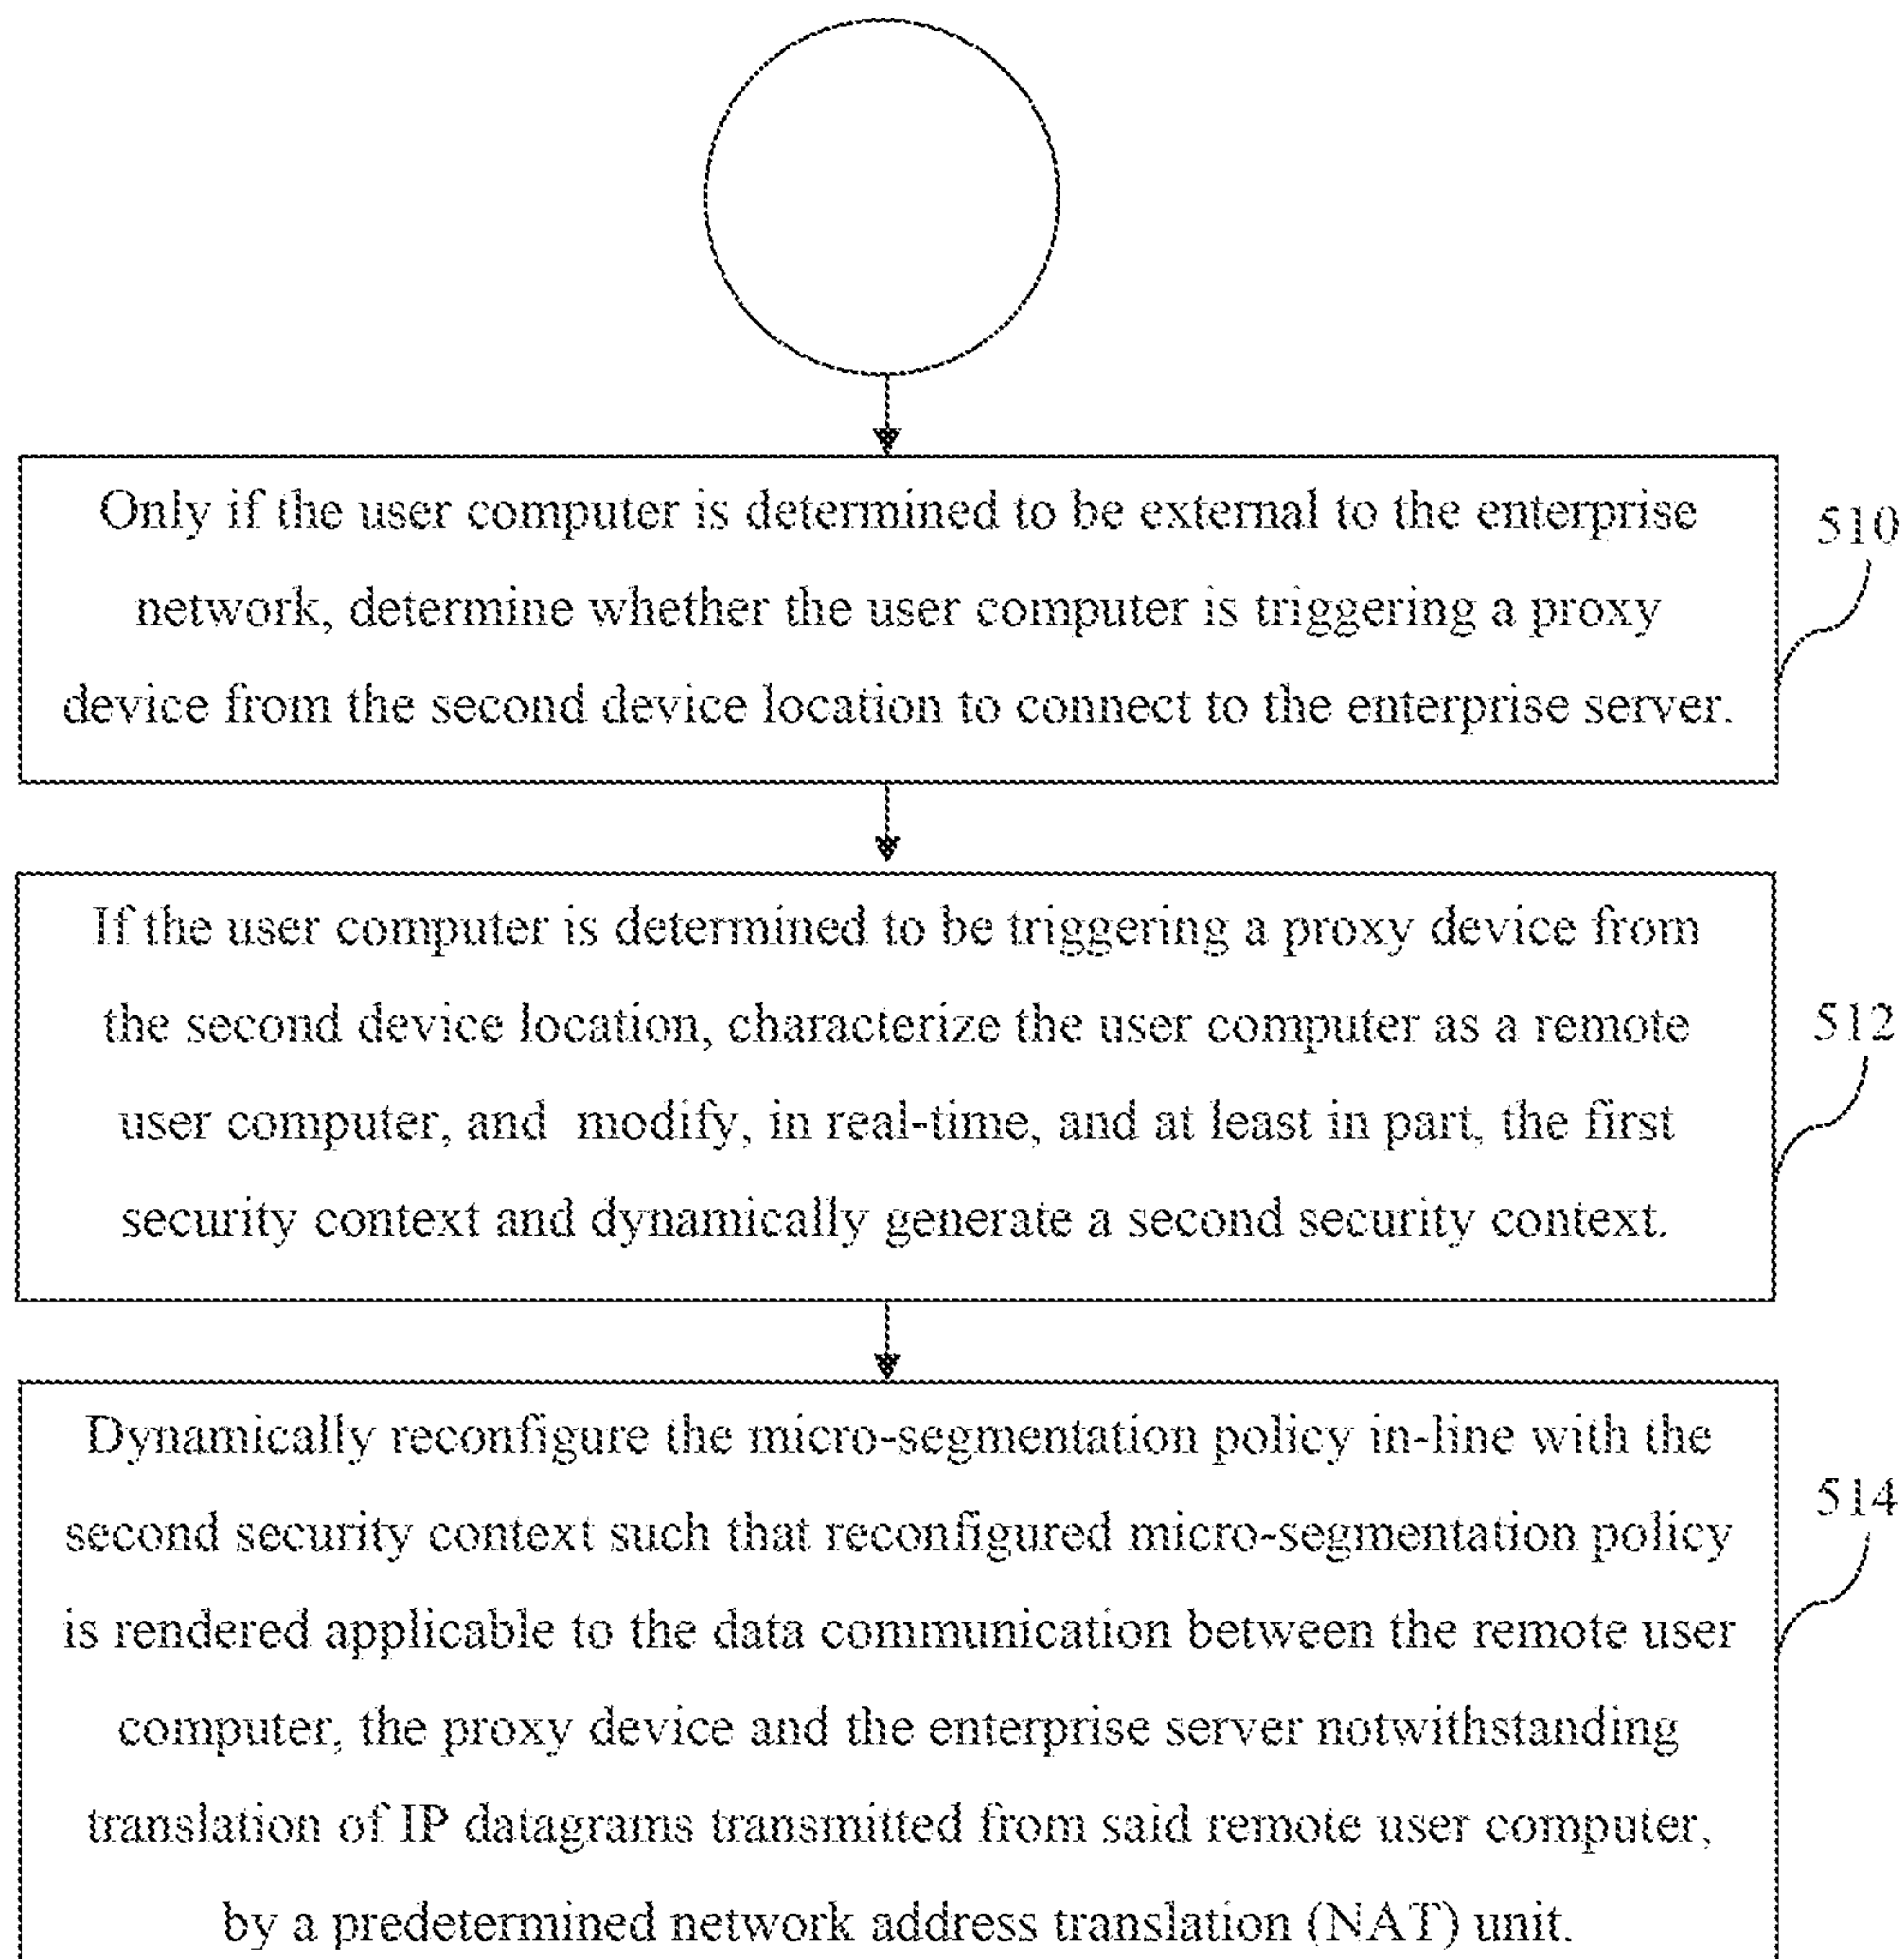 Only if the user computer is determined to be external to the enterprise
network, determine whether the user computer is triggering a proxy
device from the second device location to connect to the enterprise server.
510
If the user computer is determined to be triggering a proxy device from
the second device location, characterize the user computer as a remote
user computer, and modify, in real-time, and at least in part, the first
security context and dynamically generate a second security context.
512
Dynamically reconfigure the micro-segmentation policy in-line with the
second security context such that reconfigured micro-segmentation policy
is rendered applicable to the data communication between the remote user
computer, the proxy device and the enterprise server notwithstanding
translation of IP datagrams transmitted from said remote user computer,
by a predetermined network address translation (NAT) unit.
514